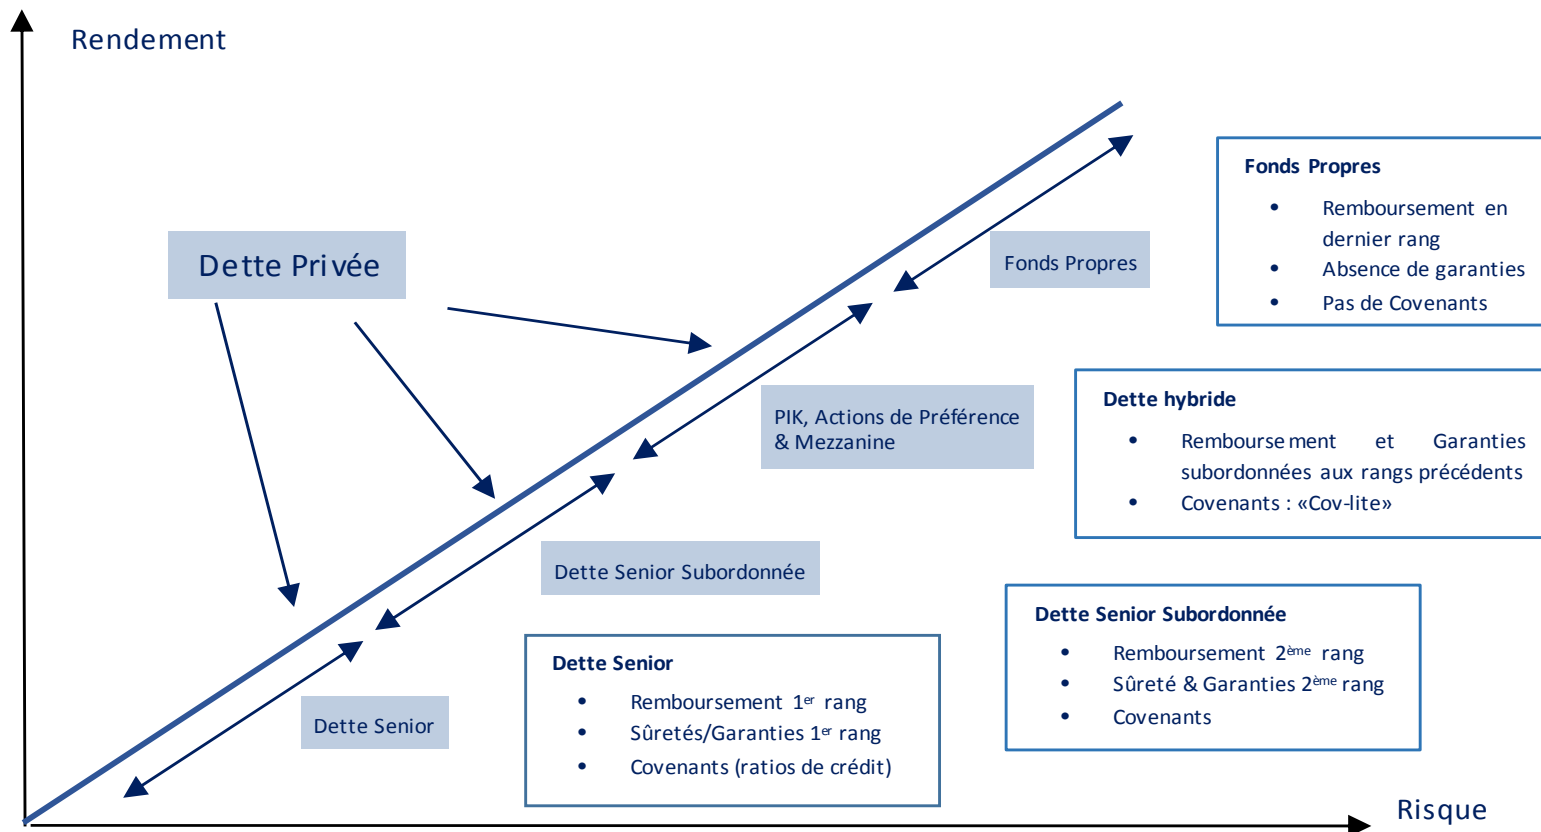 Rendement
Fonds Propres
• Remboursement en
dernier rang
• Absence de garanties
• Pas de Covenants
Dette Privée
Fonds Propres
Dette hybride
• Remboursement et Garanties
subordonnées aux rangs précédents
• Covenants : «Cov-lite»
PIK, Actions de Préférence
& Mezzanine
Dette Senior Subordonnée
Dette Senior Subordonnée
• Remboursement 2ème rang
• Sûreté & Garanties 2ème rang
• Covenants
Dette Senior
• Remboursement 1er rang
• Sûretés/Garanties 1er rang
• Covenants (ratios de crédit)
Dette Senior
Risque